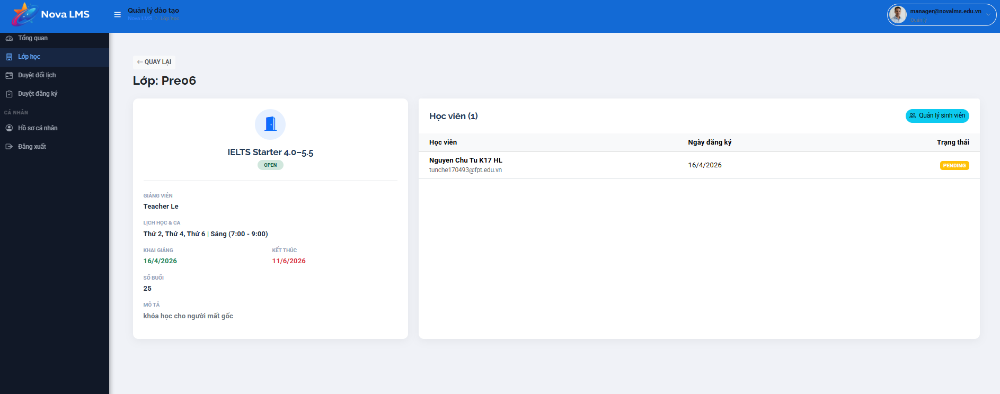 Nova LMS
Quản lý đào tạo
Nova LMS > Lớp học
manager@novalms.edu.vn
Quản lý
Tổng quan
Lớp học
Duyệt đổi lịch
Duyệt đăng ký
CÁ NHÂN
Hồ sơ cá nhân
Đăng xuất
← QUAY LẠI
Lớp: Pre06
IELTS Starter 4.0–5.5
OPEN
GIẢNG VIÊN
Teacher Le
LỊCH HỌC & CA
Thứ 2, Thứ 4, Thứ 6 | Sáng (7:00 - 9:00)
KHAI GIẢNG KẾT THÚC
16/4/2026 11/6/2026
SỐ BUỔI
25
MÔ TẢ
khóa học cho người mất gốc
Học viên (1)
Quản lý sinh viên
Học viên Ngày đăng ký Trạng thái
Nguyen Chu Tu K17 HL
tunche170493@fpt.edu.vn
16/4/2026
PENDING